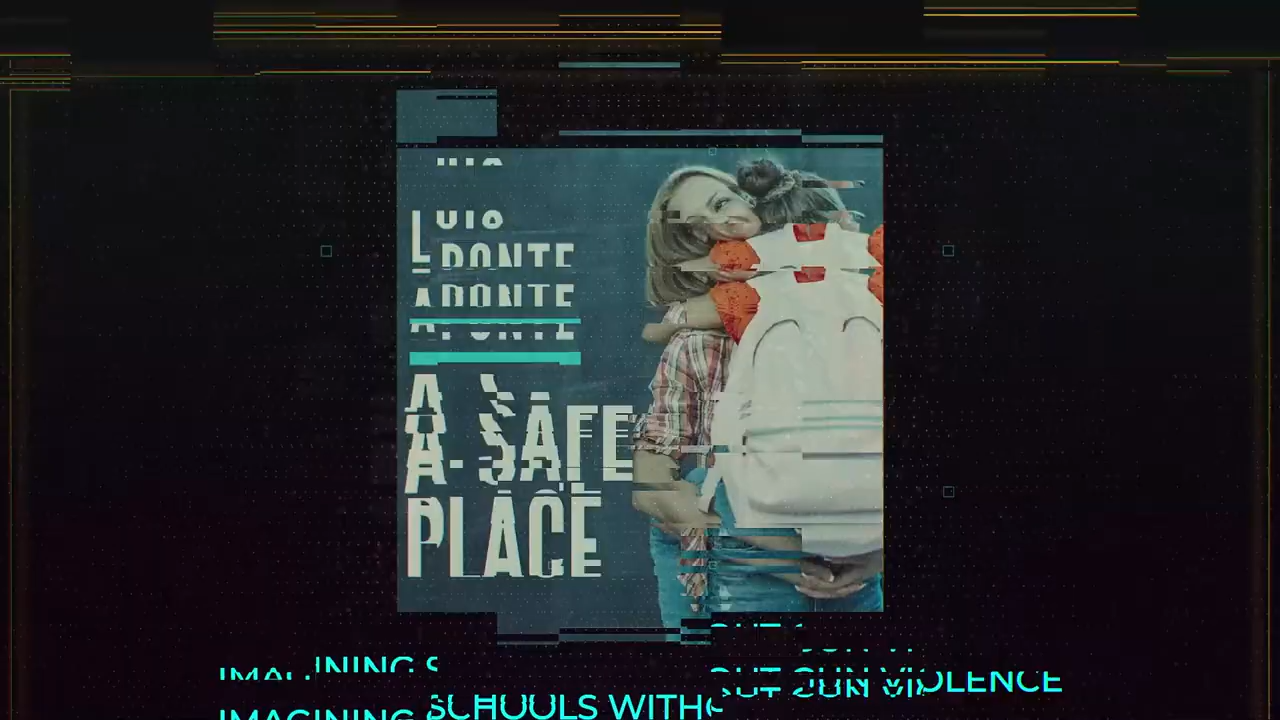 LUIS
APONTE
A SAFE
PLACE
IMAGINING SCHOOLS WITHOUT GUN VIOLENCE